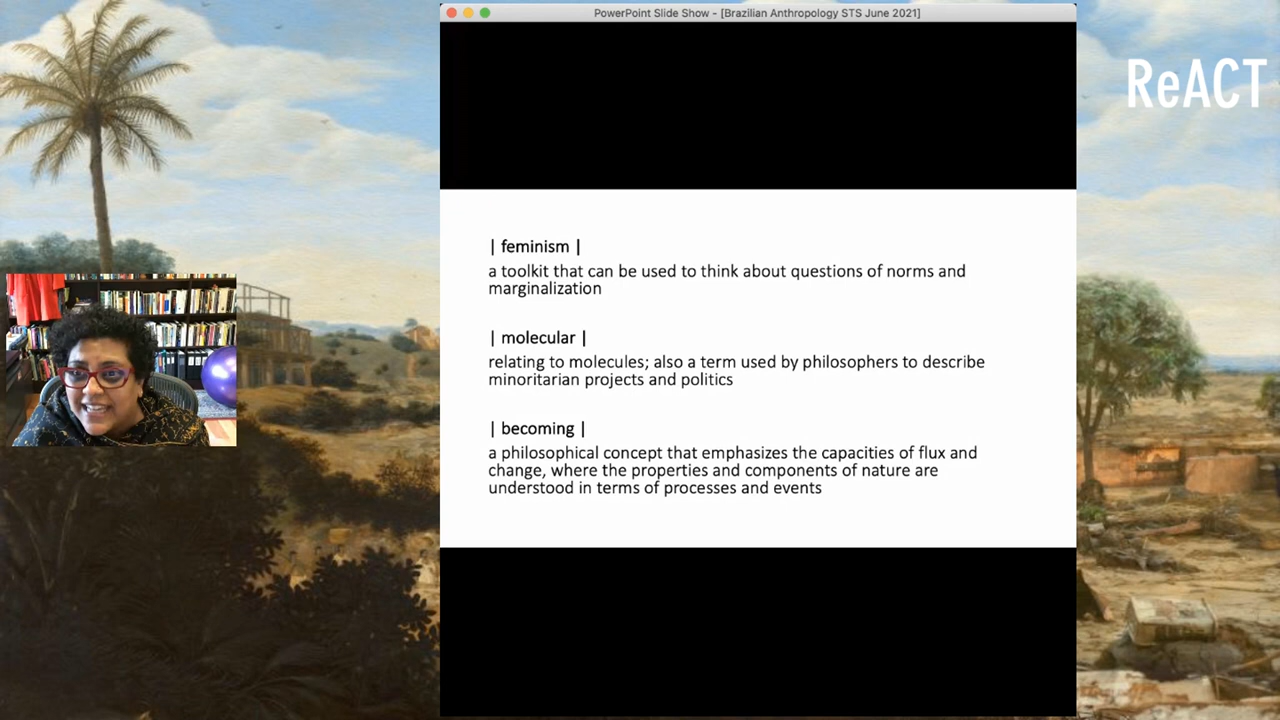 PowerPoint Slide Show - [Brazilian Anthropology STS June 2021]
ReACT
| feminism |
a toolkit that can be used to think about questions of norms and
marginalization
| molecular |
relating to molecules; also a term used by philosophers to describe
minoritarian projects and politics
| becoming |
a philosophical concept that emphasizes the capacities of flux and
change, where the properties and components of nature are
understood in terms of processes and events